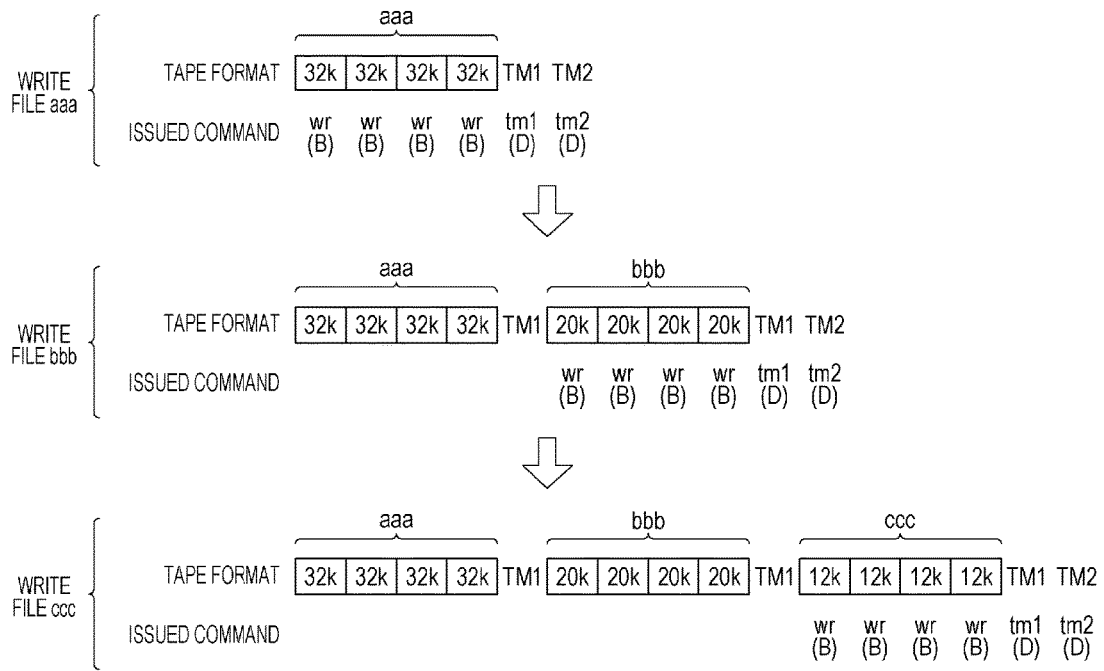 aaa
WRITE FILE aaa
TAPE FORMAT 32k 32k 32k 32k TM1 TM2
ISSUED COMMAND wr wr wr wr tm1 tm2
(B) (B) (B) (B) (D) (D)
aaa bbb
WRITE FILE bbb
TAPE FORMAT 32k 32k 32k 32k TM1 20k 20k 20k 20k TM1 TM2
ISSUED COMMAND wr wr wr wr tm1 tm2
(B) (B) (B) (B) (D) (D)
aaa bbb ccc
WRITE FILE ccc
TAPE FORMAT 32k 32k 32k 32k TM1 20k 20k 20k 20k TM1 12k 12k 12k 12k TM1 TM2
ISSUED COMMAND wr wr wr wr tm1 tm2
(B) (B) (B) (B) (D) (D)